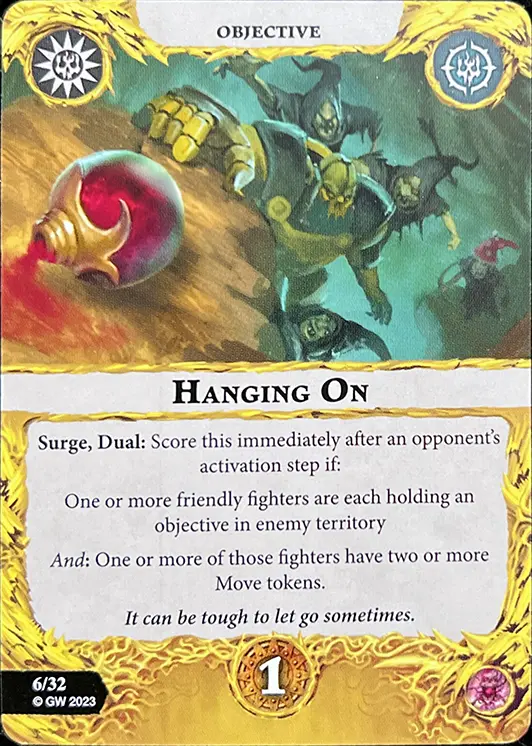 OBJECTIVE
HANGING ON
Surge, Dual: Score this immediately after an opponent's
activation step if:
One or more friendly fighters are each holding an
objective in enemy territory
And: One or more of those fighters have two or more
Move tokens.
It can be tough to let go sometimes.
1
6/32
© GW 2023